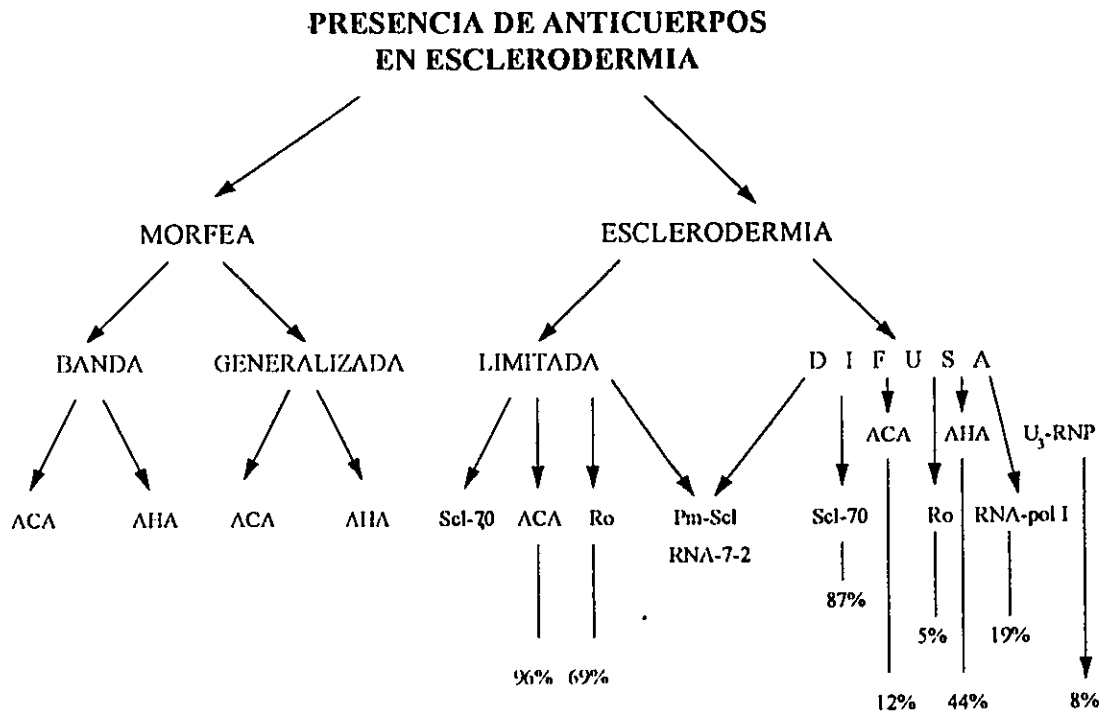 PRESENCIA DE ANTICUERPOS
EN ESCLERODERMIA
MORFEA
ESCLERODERMIA
BANDA
GENERALIZADA
LIMITADA
D I F U S A
ACA
AHA
U₃-RNP
ACA
AHA
ACA
AHA
Scl-70
ACA
Ro
Pm-Scl
Scl-70
Ro
RNA-pol I
RNA-7-2
87%
5%
19%
96%
69%
12%
44%
8%